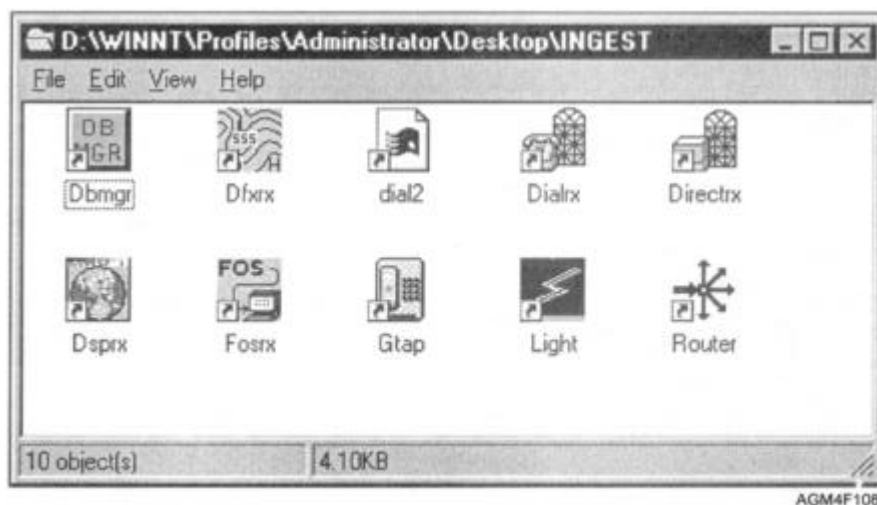 D:\WINNT\Profiles\Administrator\Desktop\INGEST
File Edit View Help
DB MGR
SSS
Dbmgr Dfxrx dial2 Dialrx Directrx
FOS
Dsprx Fosrx Gtap Light Router
10 object(s) 4.10KB
AGM4F108